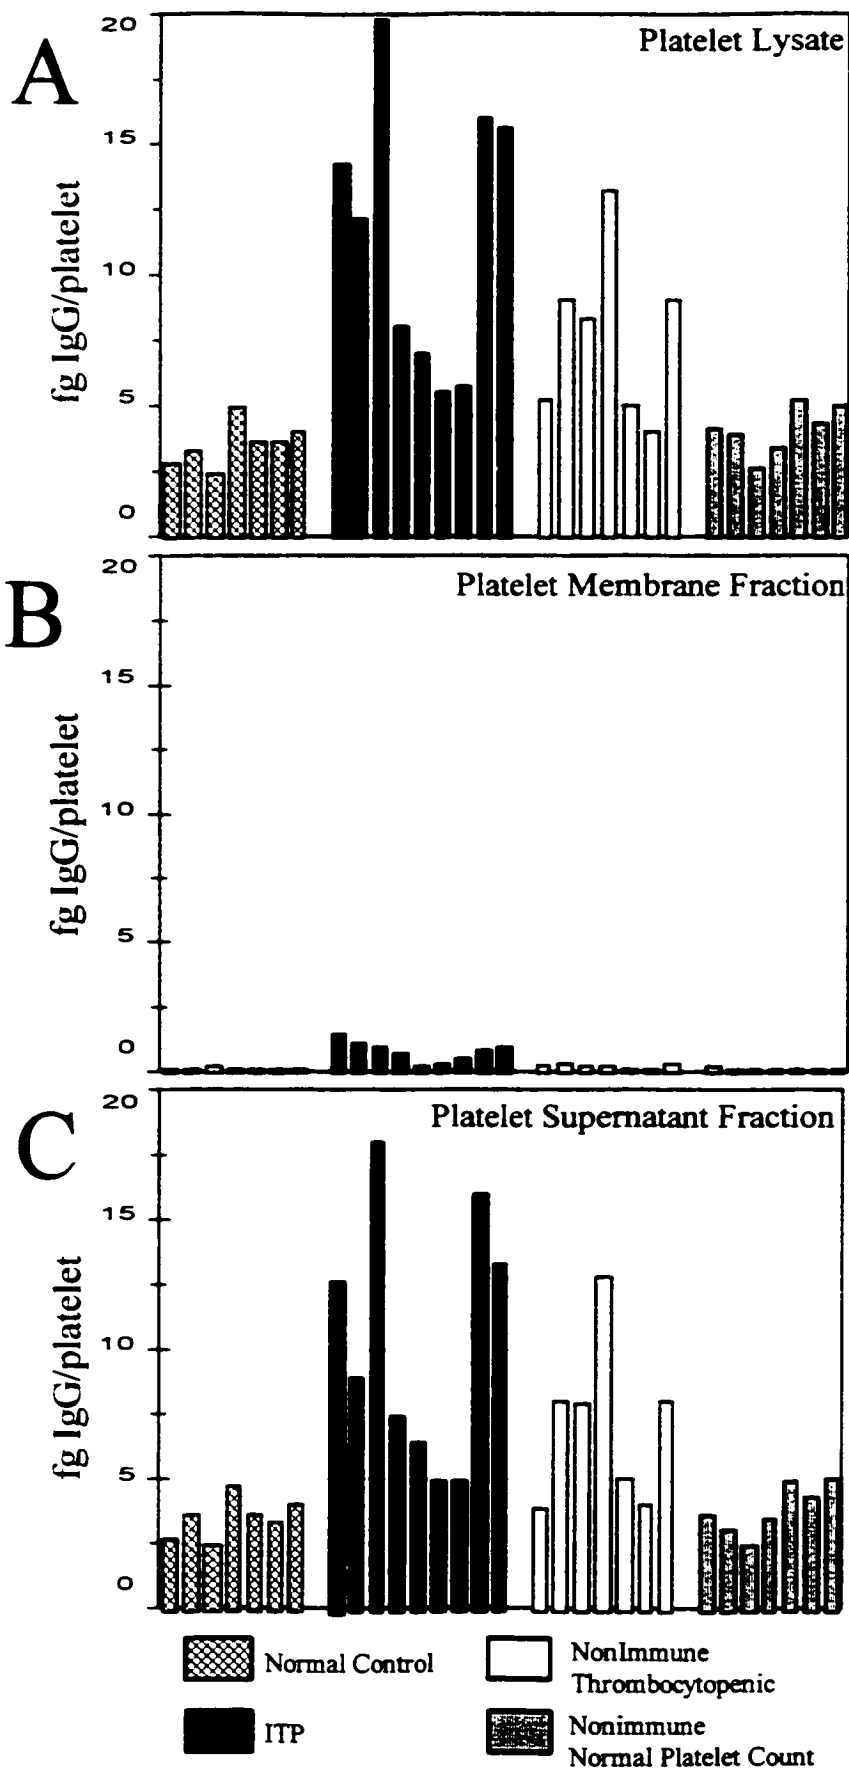 A
Platelet Lysate
fg IgG/platelet
20
15
10
5
0
B
Platelet Membrane Fraction
fg IgG/platelet
20
15
10
5
0
C
Platelet Supernatant Fraction
fg IgG/platelet
20
15
10
5
0
Normal Control
ITP
NonImmune
Thrombocytopenic
Nonimmune
Normal Platelet Count